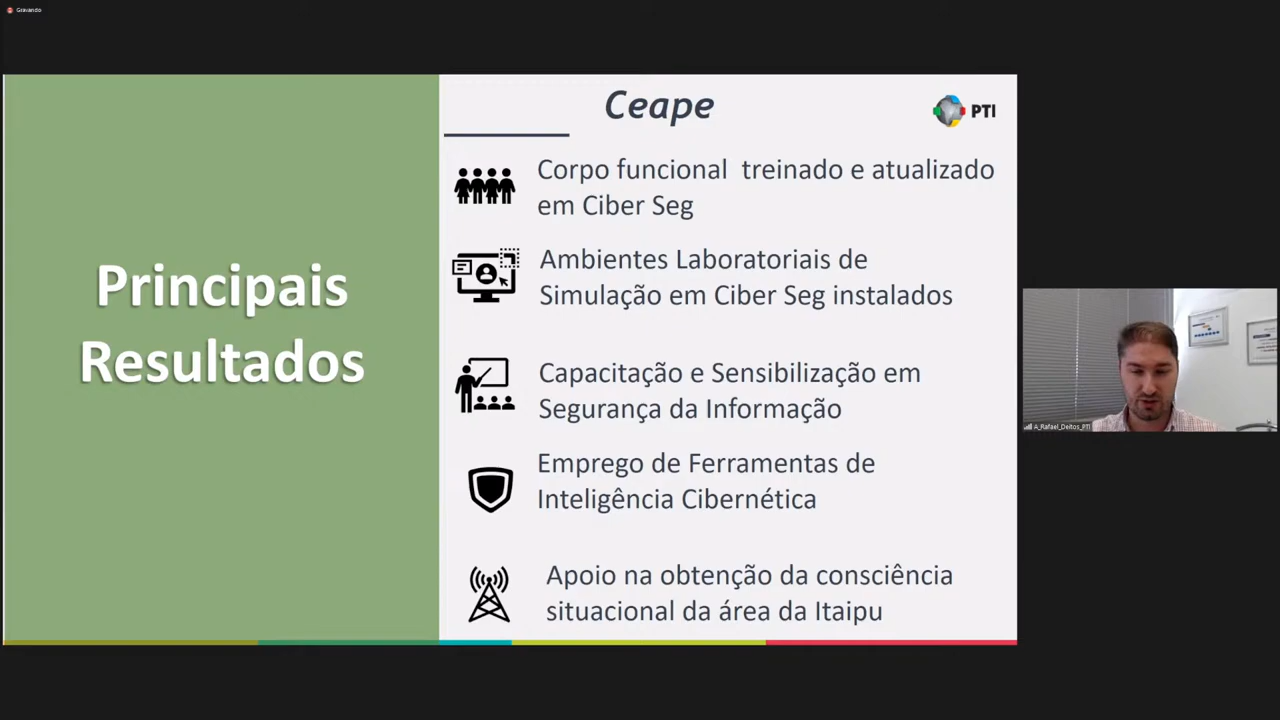 Gravando
Ceape
PTI
Corpo funcional treinado e atualizado
em Ciber Seg
Ambientes Laboratoriais de
Simulação em Ciber Seg instalados
Principais
Resultados
Capacitação e Sensibilização em
Segurança da Informação
Emprego de Ferramentas de
Inteligência Cibernética
Apoio na obtenção da consciência
situacional da área da Itaipu
A_Rafael_Deitos_PTI